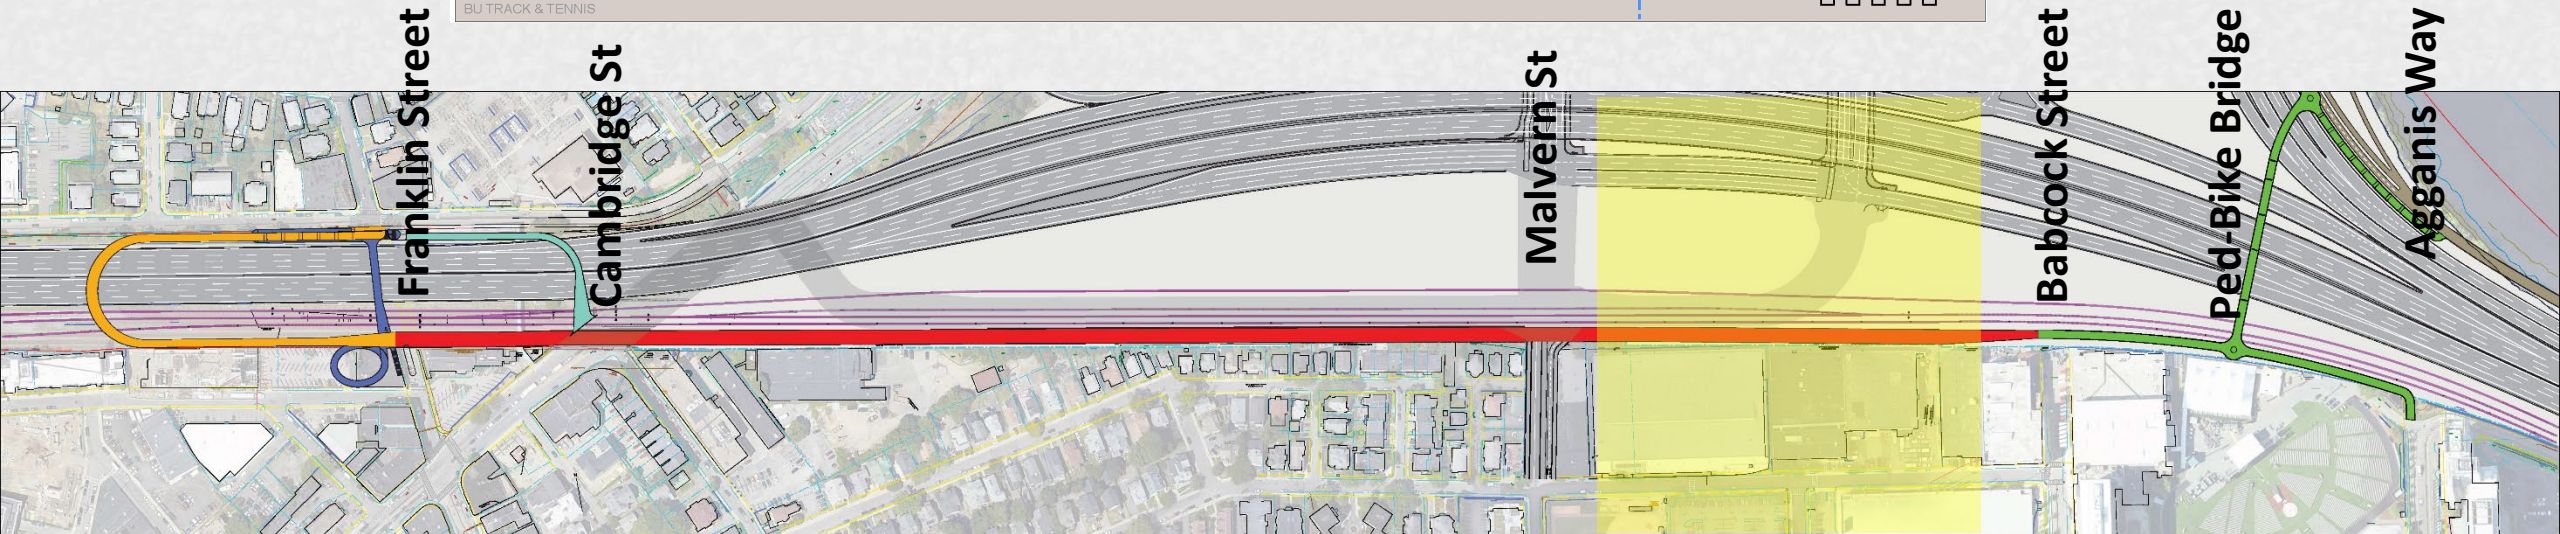 BU TRACK & TENNIS
Franklin Street
Cambridge St
Malvern St
Babcock Street
Ped-Bike Bridge
Agganis Way